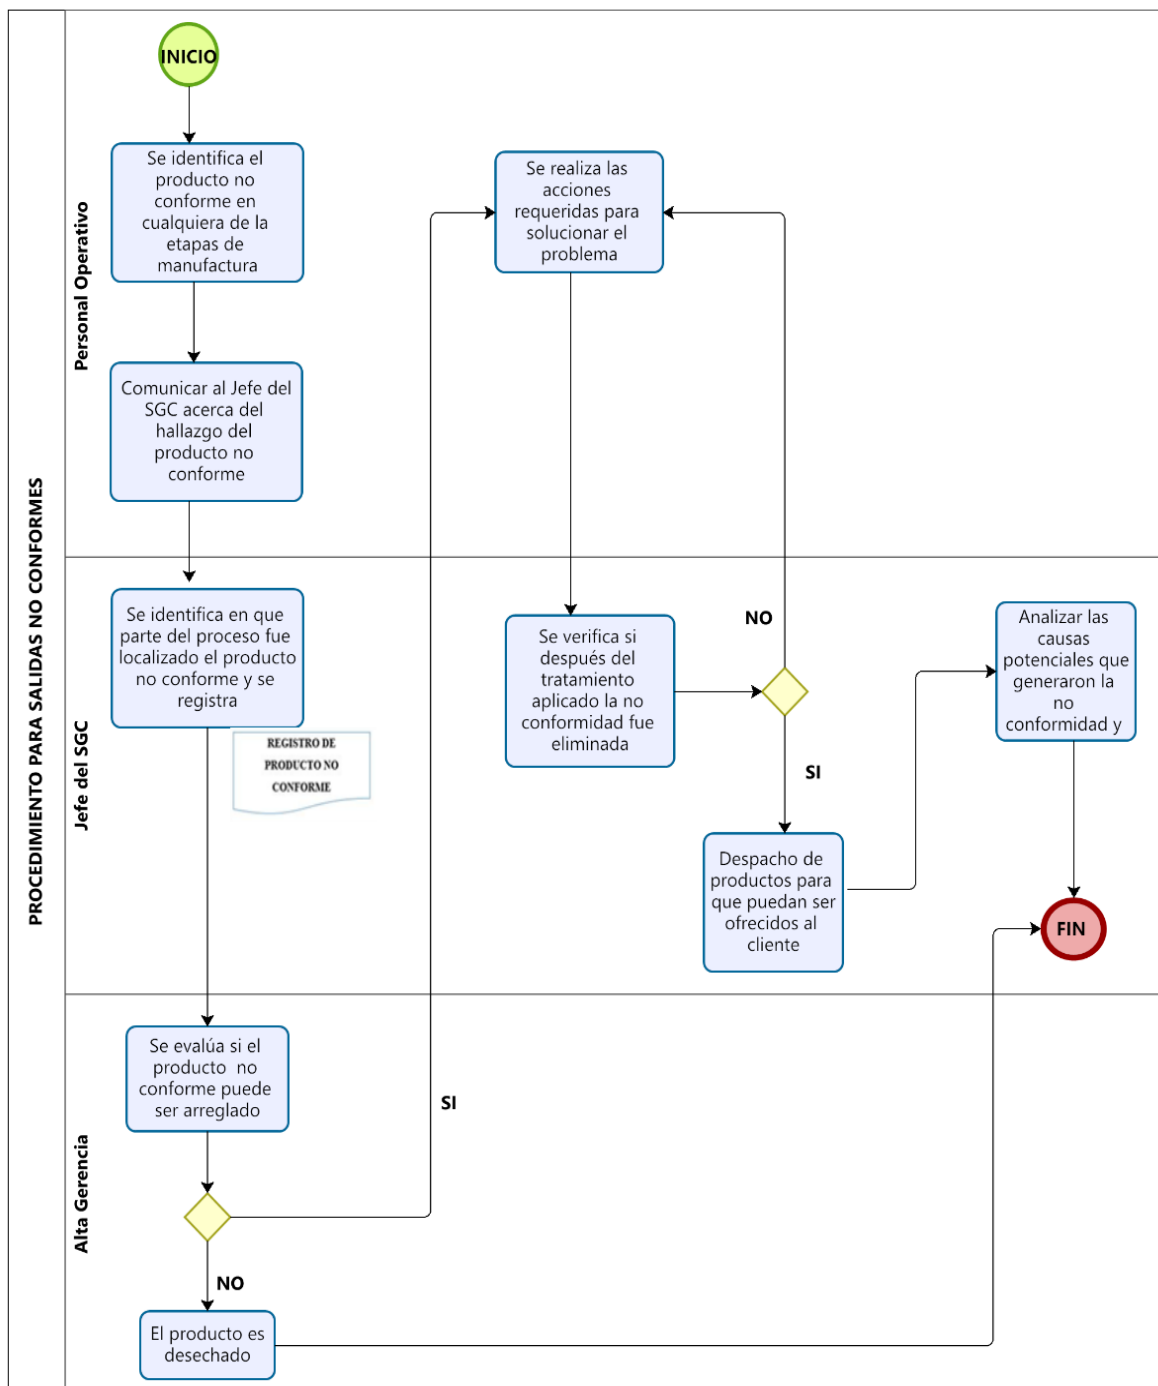 PROCEDIMIENTO PARA SALIDAS NO CONFORMES
Personal Operativo
INICIO
Se identifica el
producto no
conforme en
cualquiera de la
etapas de
manufactura
Comunicar al Jefe del
SGC acerca del
hallazgo del
producto no
conforme
Se realiza las
acciones
requeridas para
solucionar el
problema
Jefe del SGC
Se identifica en que
parte del proceso fue
localizado el producto
no conforme y se
registra
REGISTRO DE
PRODUCTO NO
CONFORME
Se verifica si
después del
tratamiento
aplicado la no
conformidad fue
eliminada
NO
SI
Despacho de
productos para
que puedan ser
ofrecidos al
cliente
Analizar las
causas
potenciales que
generaron la
no
conformidad y
FIN
Alta Gerencia
Se evalúa si el
producto no
conforme puede
ser arreglado
SI
NO
El producto es
desechado